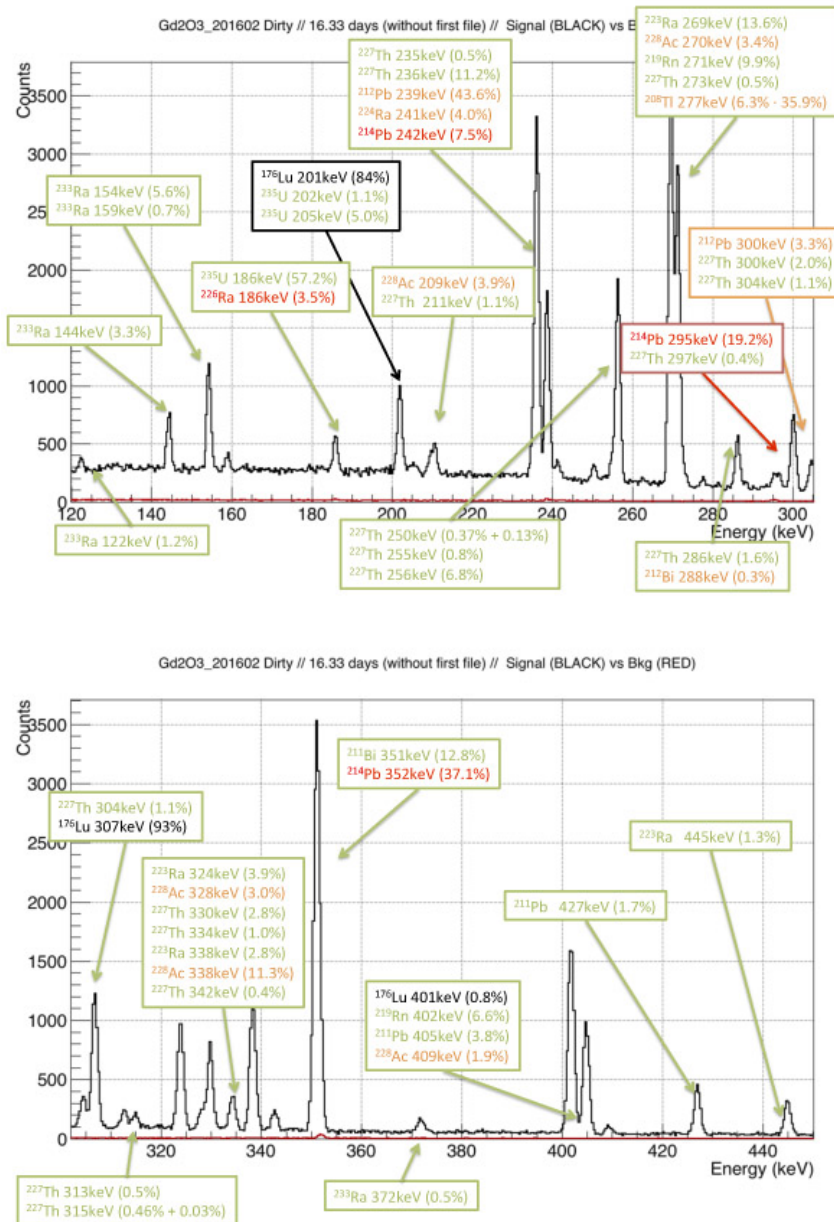 Gd2O3_201602 Dirty // 16.33 days (without first file) // Signal (BLACK) vs B
²²³Ra 269keV (13.6%)
²²⁸Ac 270keV (3.4%)
²¹⁹Rn 271keV (9.9%)
²²⁷Th 273keV (0.5%)
²⁰⁸Tl 277keV (6.3% · 35.9%)
²²⁷Th 235keV (0.5%)
²²⁷Th 236keV (11.2%)
²¹²Pb 239keV (43.6%)
²²⁴Ra 241keV (4.0%)
²¹⁴Pb 242keV (7.5%)
¹⁷⁶Lu 201keV (84%)
²³⁵U 202keV (1.1%)
²³⁵U 205keV (5.0%)
²³³Ra 154keV (5.6%)
²³³Ra 159keV (0.7%)
²¹²Pb 300keV (3.3%)
²²⁷Th 300keV (2.0%)
²²⁷Th 304keV (1.1%)
²³⁵U 186keV (57.2%)
²²⁶Ra 186keV (3.5%)
²²⁸Ac 209keV (3.9%)
²²⁷Th 211keV (1.1%)
²³³Ra 144keV (3.3%)
²¹⁴Pb 295keV (19.2%)
²²⁷Th 297keV (0.4%)
Counts
3500
3000
2500
2000
1500
1000
500
0
120 140 160 180 200 220 240 260 280 300
Energy (keV)
²³³Ra 122keV (1.2%)
²²⁷Th 250keV (0.37% + 0.13%)
²²⁷Th 255keV (0.8%)
²²⁷Th 256keV (6.8%)
²²⁷Th 286keV (1.6%)
²¹²Bi 288keV (0.3%)
Gd2O3_201602 Dirty // 16.33 days (without first file) // Signal (BLACK) vs Bkg (RED)
Counts
3500
3000
2500
2000
1500
1000
500
0
²¹¹Bi 351keV (12.8%)
²¹⁴Pb 352keV (37.1%)
²²⁷Th 304keV (1.1%)
¹⁷⁶Lu 307keV (93%)
²²³Ra 445keV (1.3%)
²²³Ra 324keV (3.9%)
²²⁸Ac 328keV (3.0%)
²²⁷Th 330keV (2.8%)
²²⁷Th 334keV (1.0%)
²²³Ra 338keV (2.8%)
²²⁸Ac 338keV (11.3%)
²²⁷Th 342keV (0.4%)
²¹¹Pb 427keV (1.7%)
¹⁷⁶Lu 401keV (0.8%)
²¹⁹Rn 402keV (6.6%)
²¹¹Pb 405keV (3.8%)
²²⁸Ac 409keV (1.9%)
320 340 360 380 400 420 440
Energy (keV)
²²⁷Th 313keV (0.5%)
²²⁷Th 315keV (0.46% + 0.03%)
²³³Ra 372keV (0.5%)